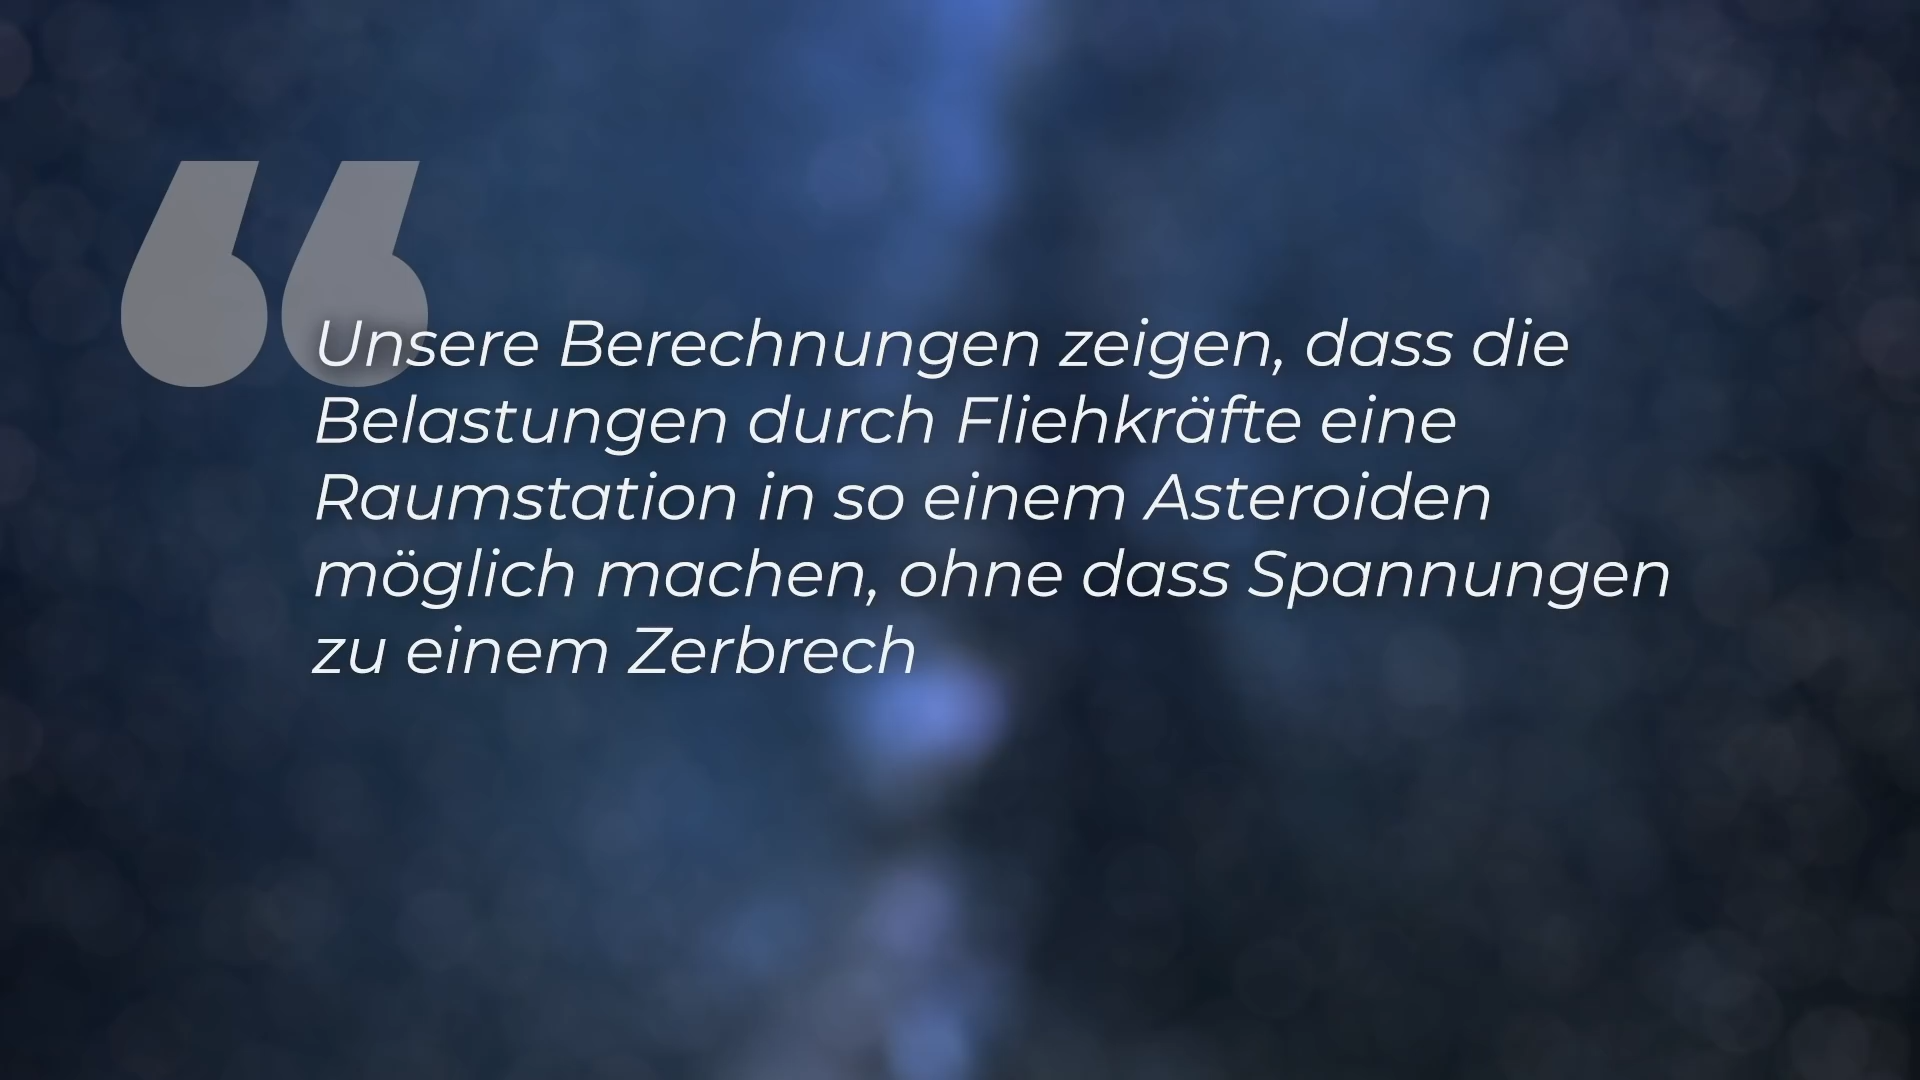 “
Unsere Berechnungen zeigen, dass die
Belastungen durch Fliehkräfte eine
Raumstation in so einem Asteroiden
möglich machen, ohne dass Spannungen
zu einem Zerbrech